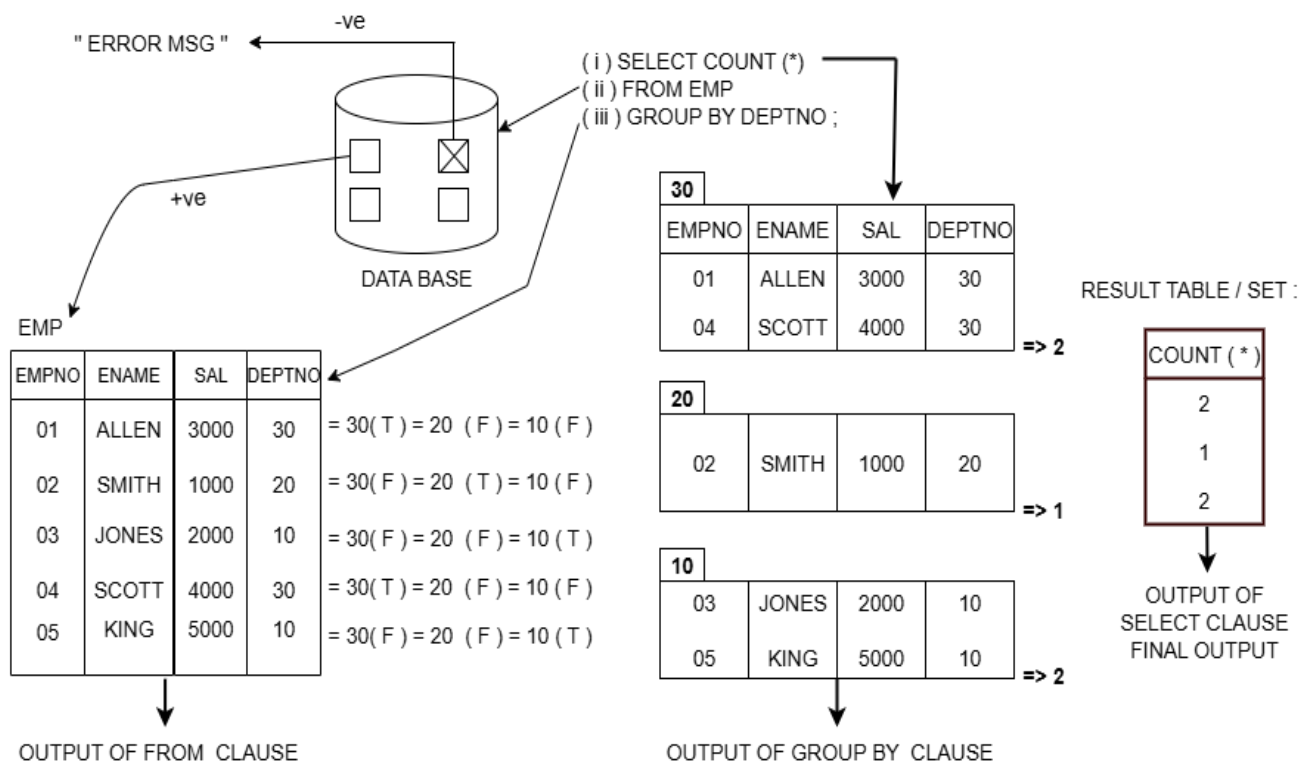 -ve
" ERROR MSG "
( i ) SELECT COUNT (*)
( ii ) FROM EMP
( iii ) GROUP BY DEPTNO ;
+ve
DATA BASE
EMP
EMPNO ENAME SAL DEPTNO
01 ALLEN 3000 30 = 30( T ) = 20 ( F ) = 10 ( F )
02 SMITH 1000 20 = 30( F ) = 20 ( T ) = 10 ( F )
03 JONES 2000 10 = 30( F ) = 20 ( F ) = 10 ( T )
04 SCOTT 4000 30 = 30( T ) = 20 ( F ) = 10 ( F )
05 KING 5000 10 = 30( F ) = 20 ( F ) = 10 ( T )
OUTPUT OF FROM CLAUSE
30
EMPNO ENAME SAL DEPTNO
01 ALLEN 3000 30
04 SCOTT 4000 30
=> 2
20
02 SMITH 1000 20
=> 1
10
03 JONES 2000 10
05 KING 5000 10
=> 2
OUTPUT OF GROUP BY CLAUSE
RESULT TABLE / SET :
COUNT ( * )
2
1
2
OUTPUT OF
SELECT CLAUSE
FINAL OUTPUT